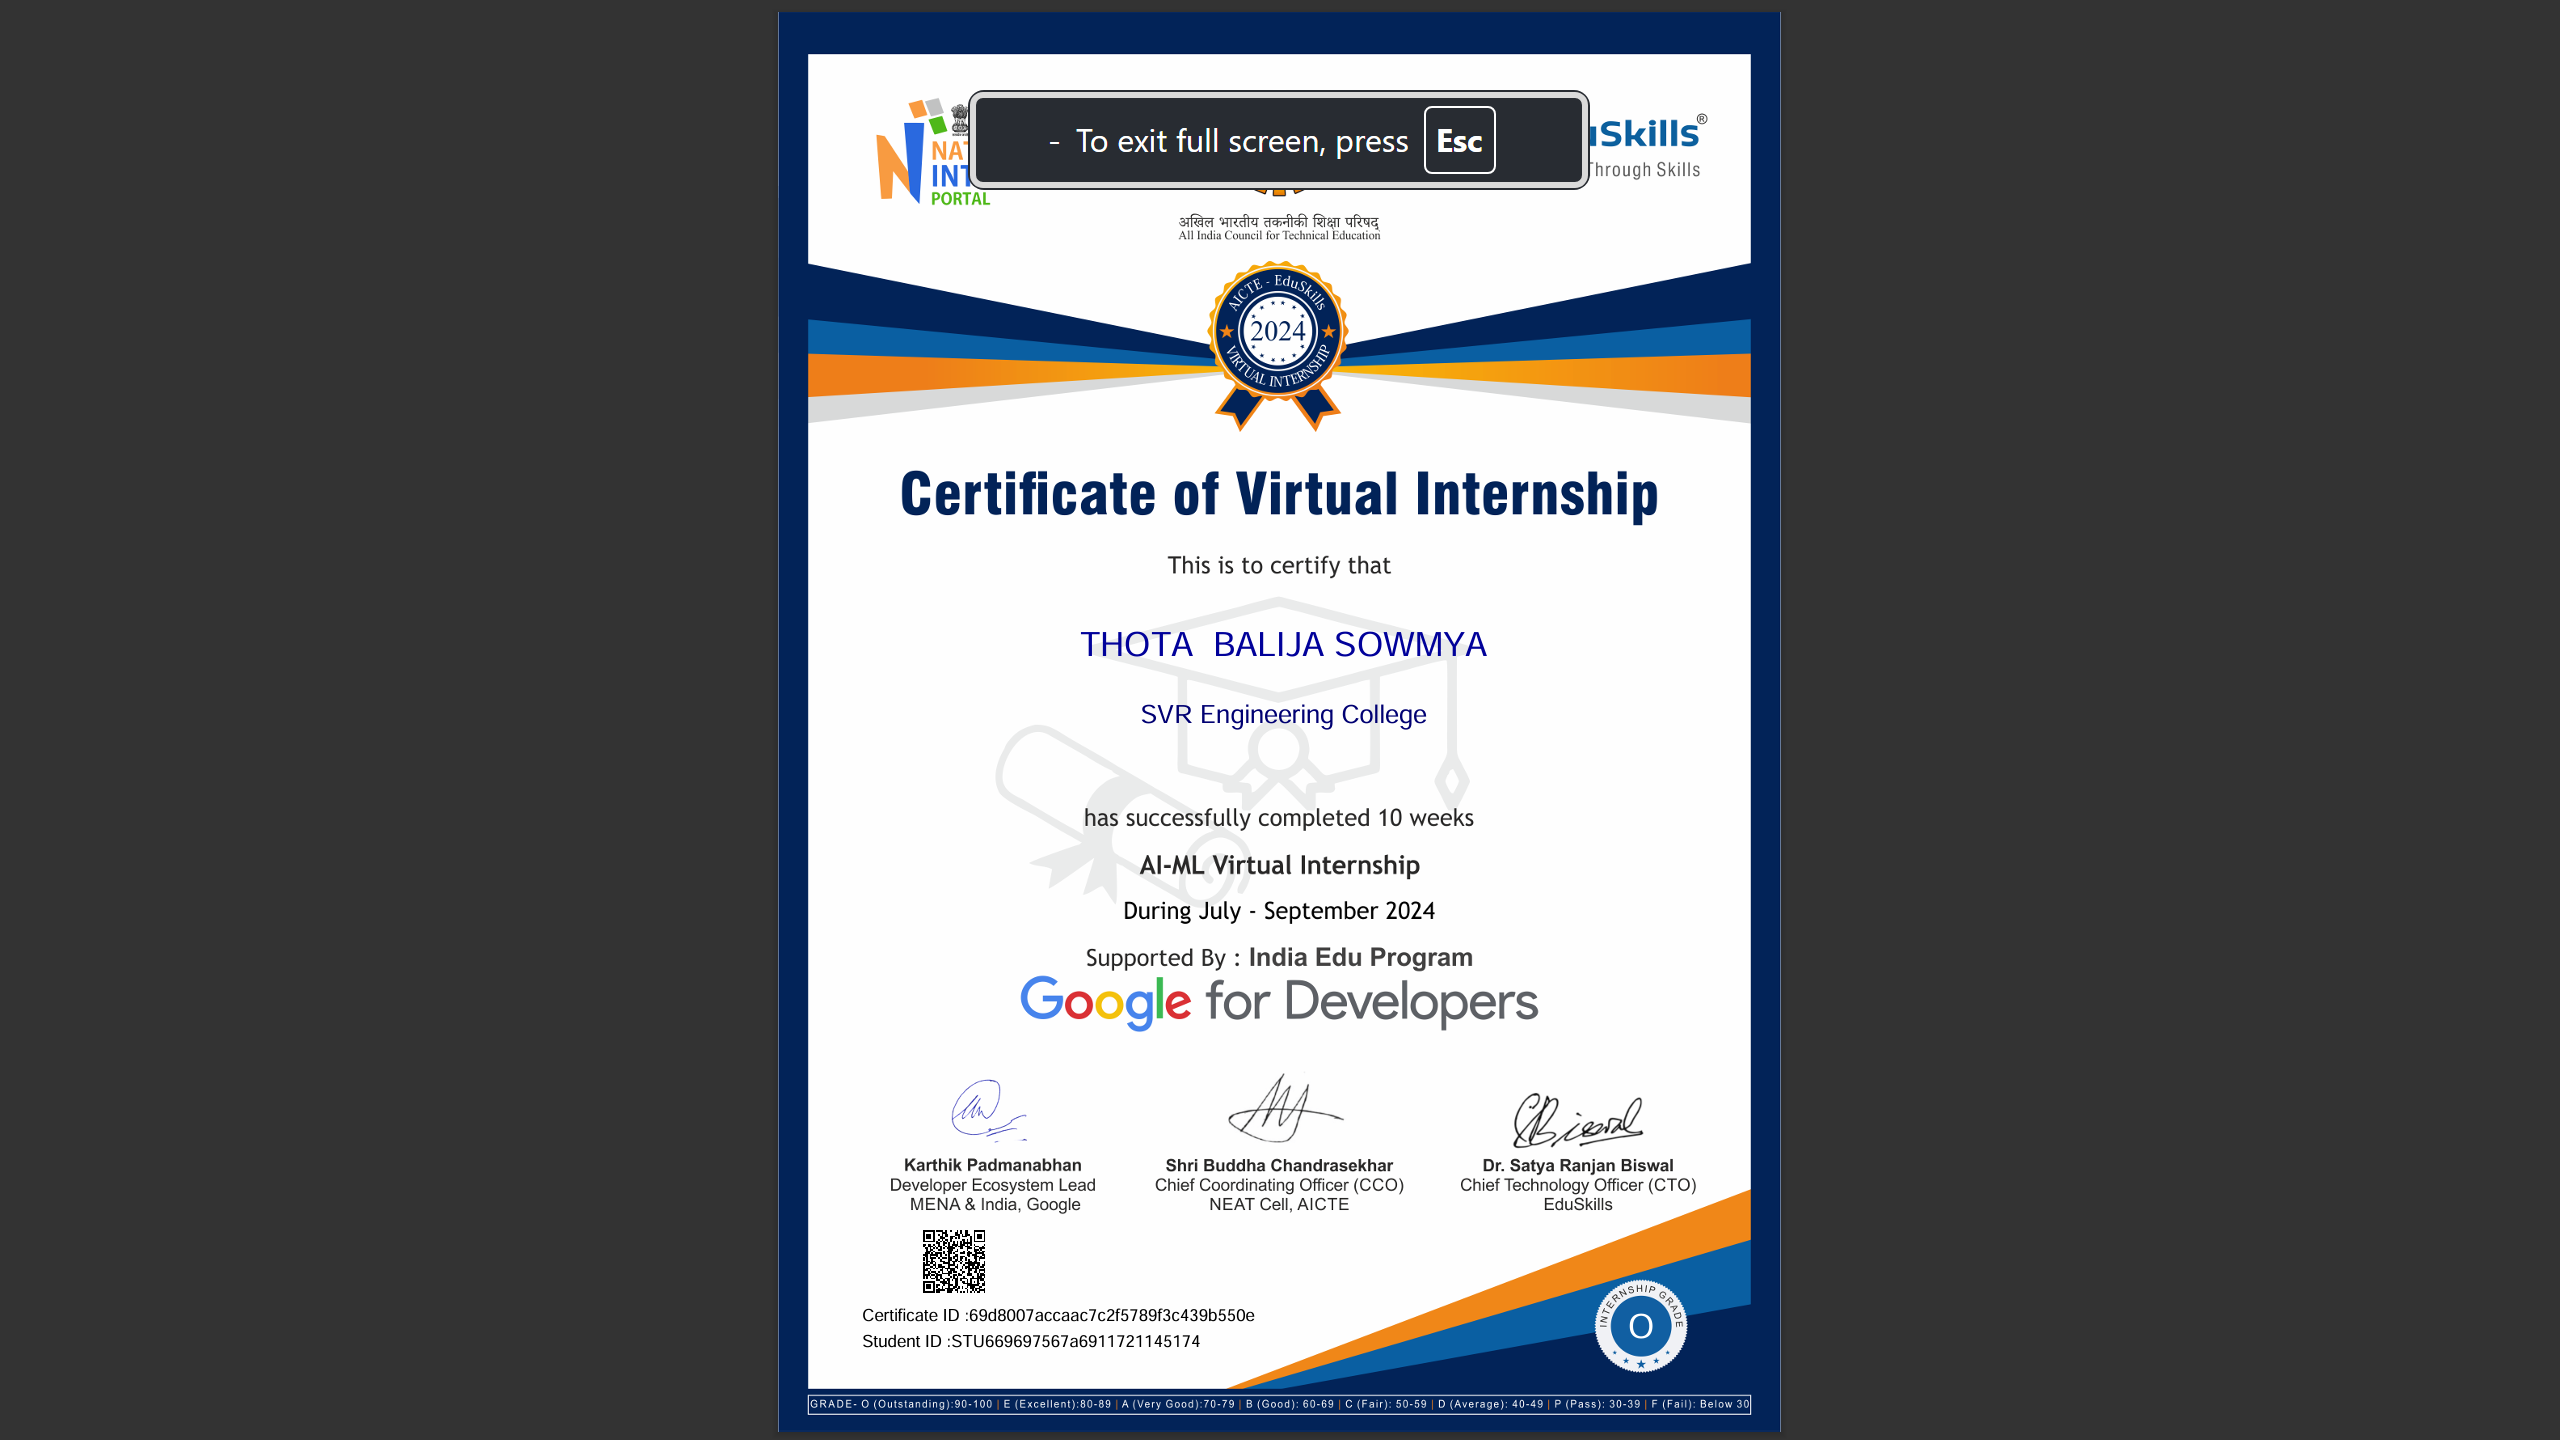 - To exit full screen, press Esc
PORTAL
Skills®
Through Skills
अखिल भारतीय तकनीकी शिक्षा परिषद्
All India Council for Technical Education
AICTE - EduSkills
2024
VIRTUAL INTERNSHIP
Certificate of Virtual Internship
This is to certify that
THOTA BALIJA SOWMYA
SVR Engineering College
has successfully completed 10 weeks
AI-ML Virtual Internship
During July - September 2024
Supported By : India Edu Program
Google for Developers
Karthik Padmanabhan
Developer Ecosystem Lead
MENA & India, Google
Shri Buddha Chandrasekhar
Chief Coordinating Officer (CCO)
NEAT Cell, AICTE
Dr. Satya Ranjan Biswal
Chief Technology Officer (CTO)
EduSkills
Certificate ID :69d8007accaac7c2f5789f3c439b550e
Student ID :STU669697567a6911721145174
INTERNSHIP GRADE
O
GRADE- O (Outstanding):90-100 | E (Excellent):80-89 | A (Very Good):70-79 | B (Good): 60-69 | C (Fair): 50-59 | D (Average): 40-49 | P (Pass): 30-39 | F (Fail): Below 30